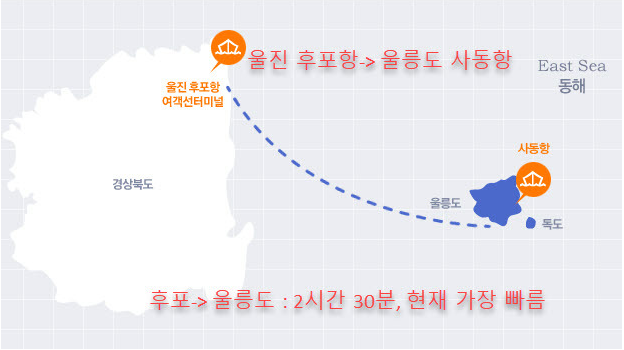 울진 후포항-> 울릉도 사동항
East Sea
동해
울진 후포항
여객선터미널
사동항
경상북도
울릉도
독도
후포-> 울릉도 : 2시간 30분, 현재 가장 빠름